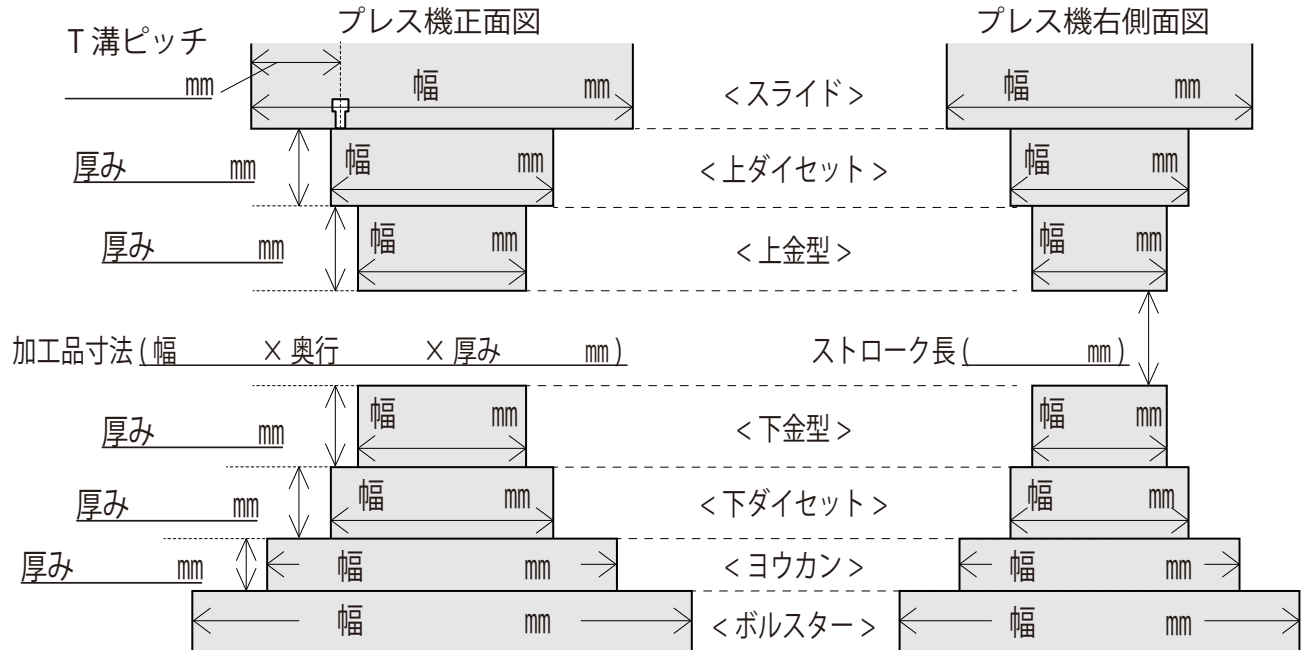 プレス機正面図 プレス機右側面図
T溝ピッチ
㎜ 幅 ㎜ <スライド> 幅 ㎜
厚み ㎜ 幅 ㎜ <上ダイセット> 幅 ㎜
厚み ㎜ 幅 ㎜ <上金型> 幅 ㎜
加工品寸法(幅 ×奥行 ×厚み ㎜) ストローク長( ㎜)
厚み ㎜ 幅 ㎜ <下金型> 幅 ㎜
厚み ㎜ 幅 ㎜ <下ダイセット> 幅 ㎜
厚み ㎜ 幅 ㎜ <ヨウカン> 幅 ㎜
幅 ㎜ <ボルスター> 幅 ㎜